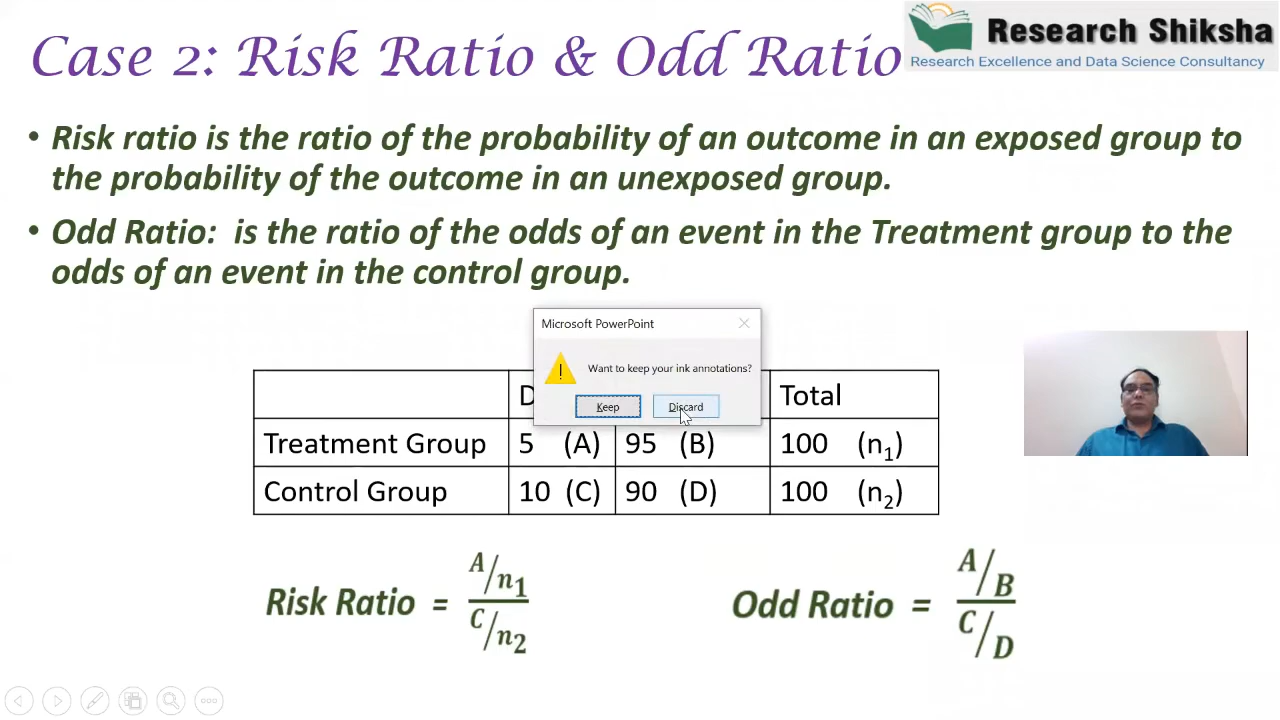 Case 2: Risk Ratio & Odd Ratio
Research Shiksha
Research Excellence and Data Science Consultancy
• Risk ratio is the ratio of the probability of an outcome in an exposed group to
the probability of the outcome in an unexposed group.
• Odd Ratio: is the ratio of the odds of an event in the Treatment group to the
odds of an event in the control group.
Microsoft PowerPoint
Want to keep your ink annotations?
Keep Discard
Total
Treatment Group 5 (A) 95 (B) 100 (n1)
Control Group 10 (C) 90 (D) 100 (n2)
Risk Ratio = A/n1
C/n2
Odd Ratio = A/B
C/D